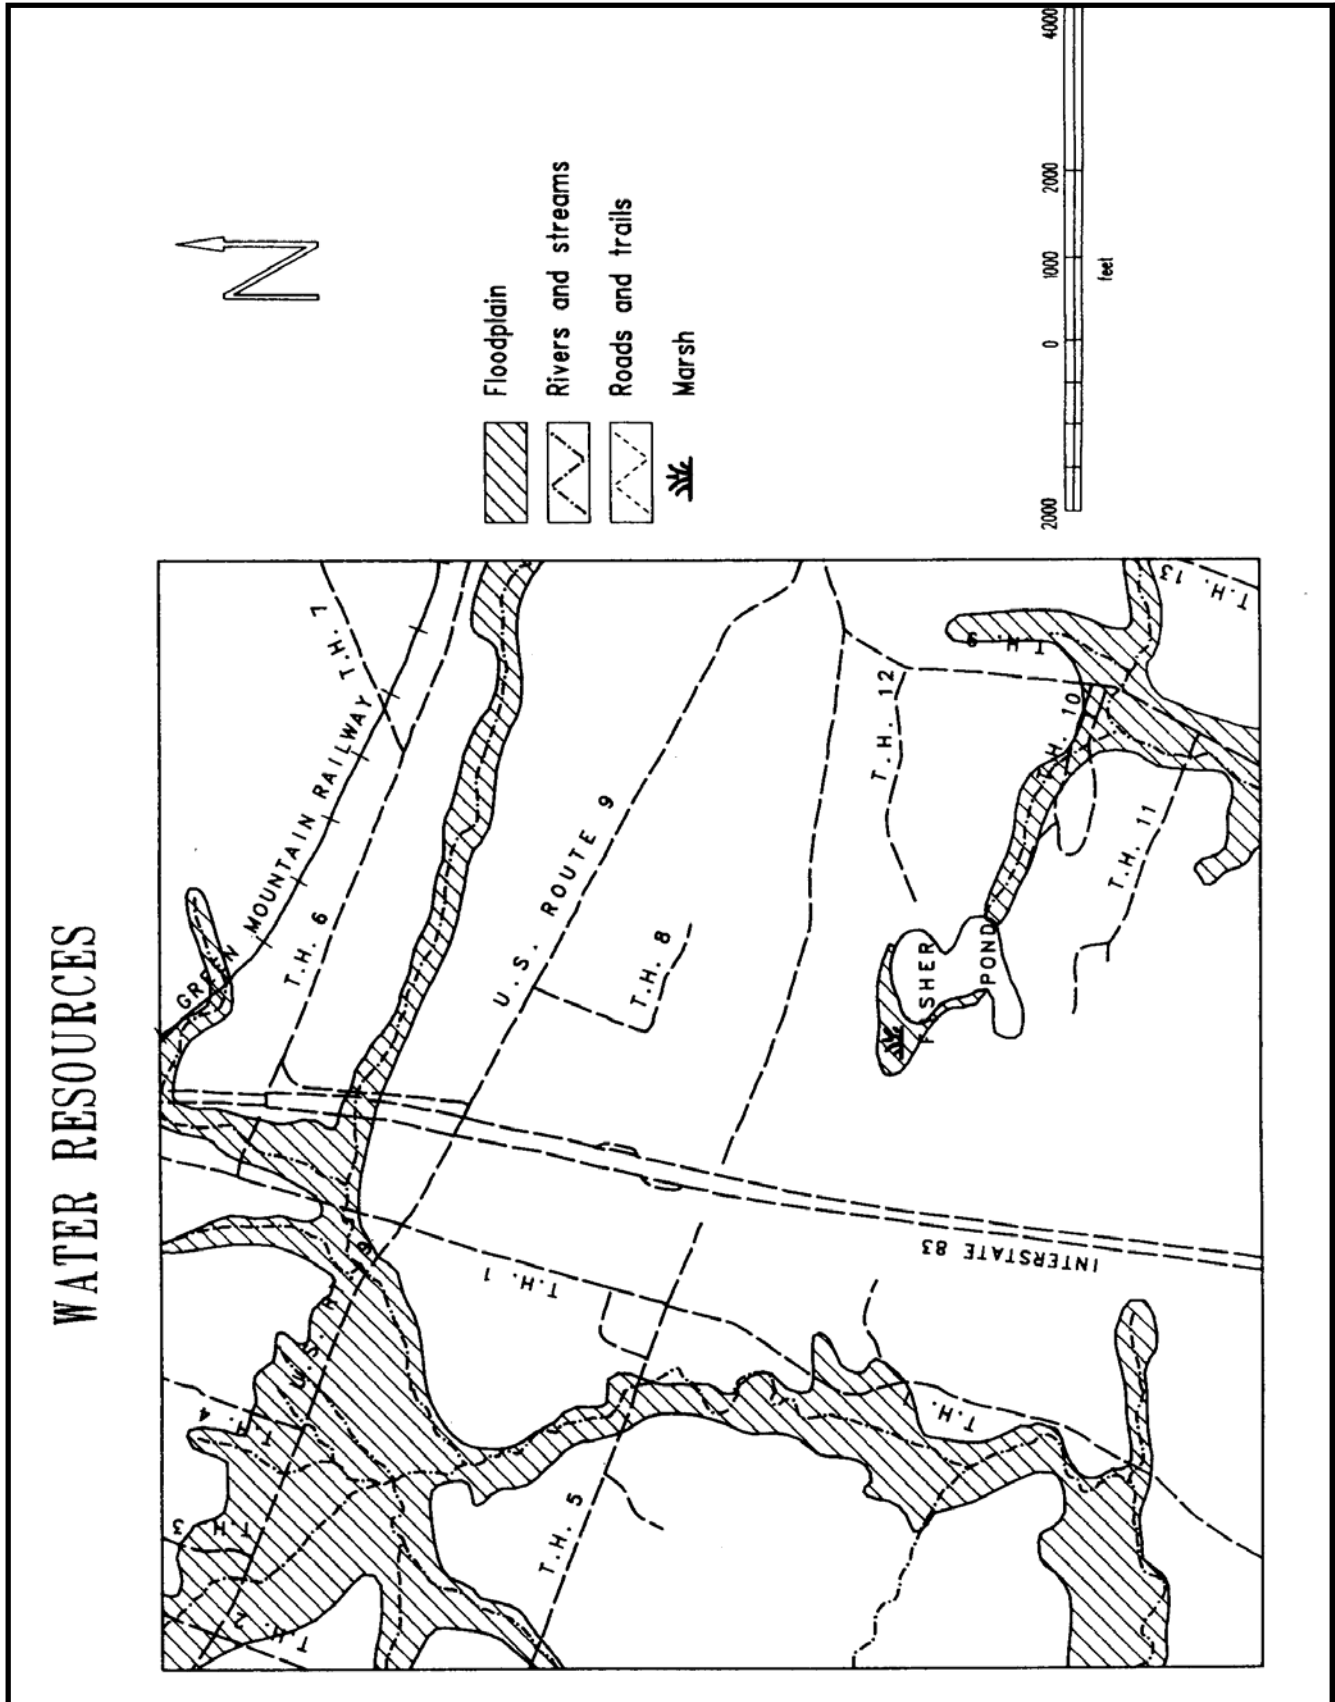 WATER RESOURCES
N
Floodplain
Rivers and streams
Roads and trails
Marsh
2000 0 1000 2000 4000
feet
GREEN MOUNTAIN RAILWAY
T.H. 7
T.H. 6
U.S. ROUTE 9
T.H. 8
T.H. 12
T.H. 9
T.H. 10
T.H. 11
T.H. 13
FISHER
POND
INTERSTATE 83
T.H. 1
T.H. 1
T.H. 5
T.H. 4
T.H. 3
T.H. 2